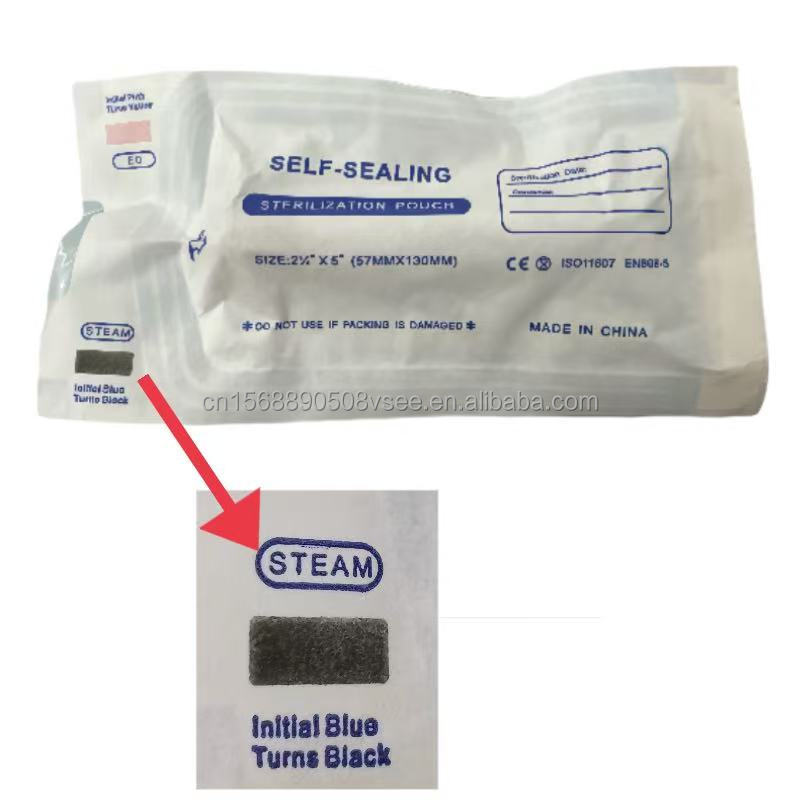 Initial Pink
Turns Yellow
EO
SELF-SEALING
STERILIZATION POUCH
Sterilization Date:
SIZE:2¼" X 5" (57MMX130MM)
CE ISO11607 EN868-5
STEAM
✱DO NOT USE IF PACKING IS DAMAGED✱
MADE IN CHINA
Initial Blue
Turns Black
cn1568890508vsee.en.alibaba.com
STEAM
Initial Blue
Turns Black